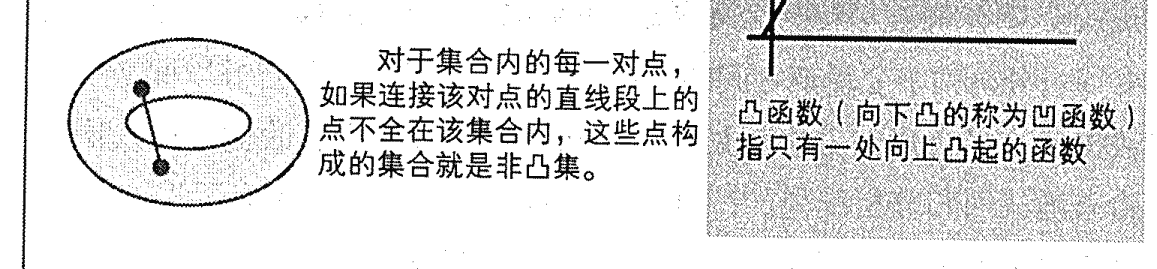 对于集合内的每一对点，
如果连接该对点的直线段上的
点不全在该集合内，这些点构
成的集合就是非凸集。
凸函数（向下凸的称为凹函数）
指只有一处向上凸起的函数